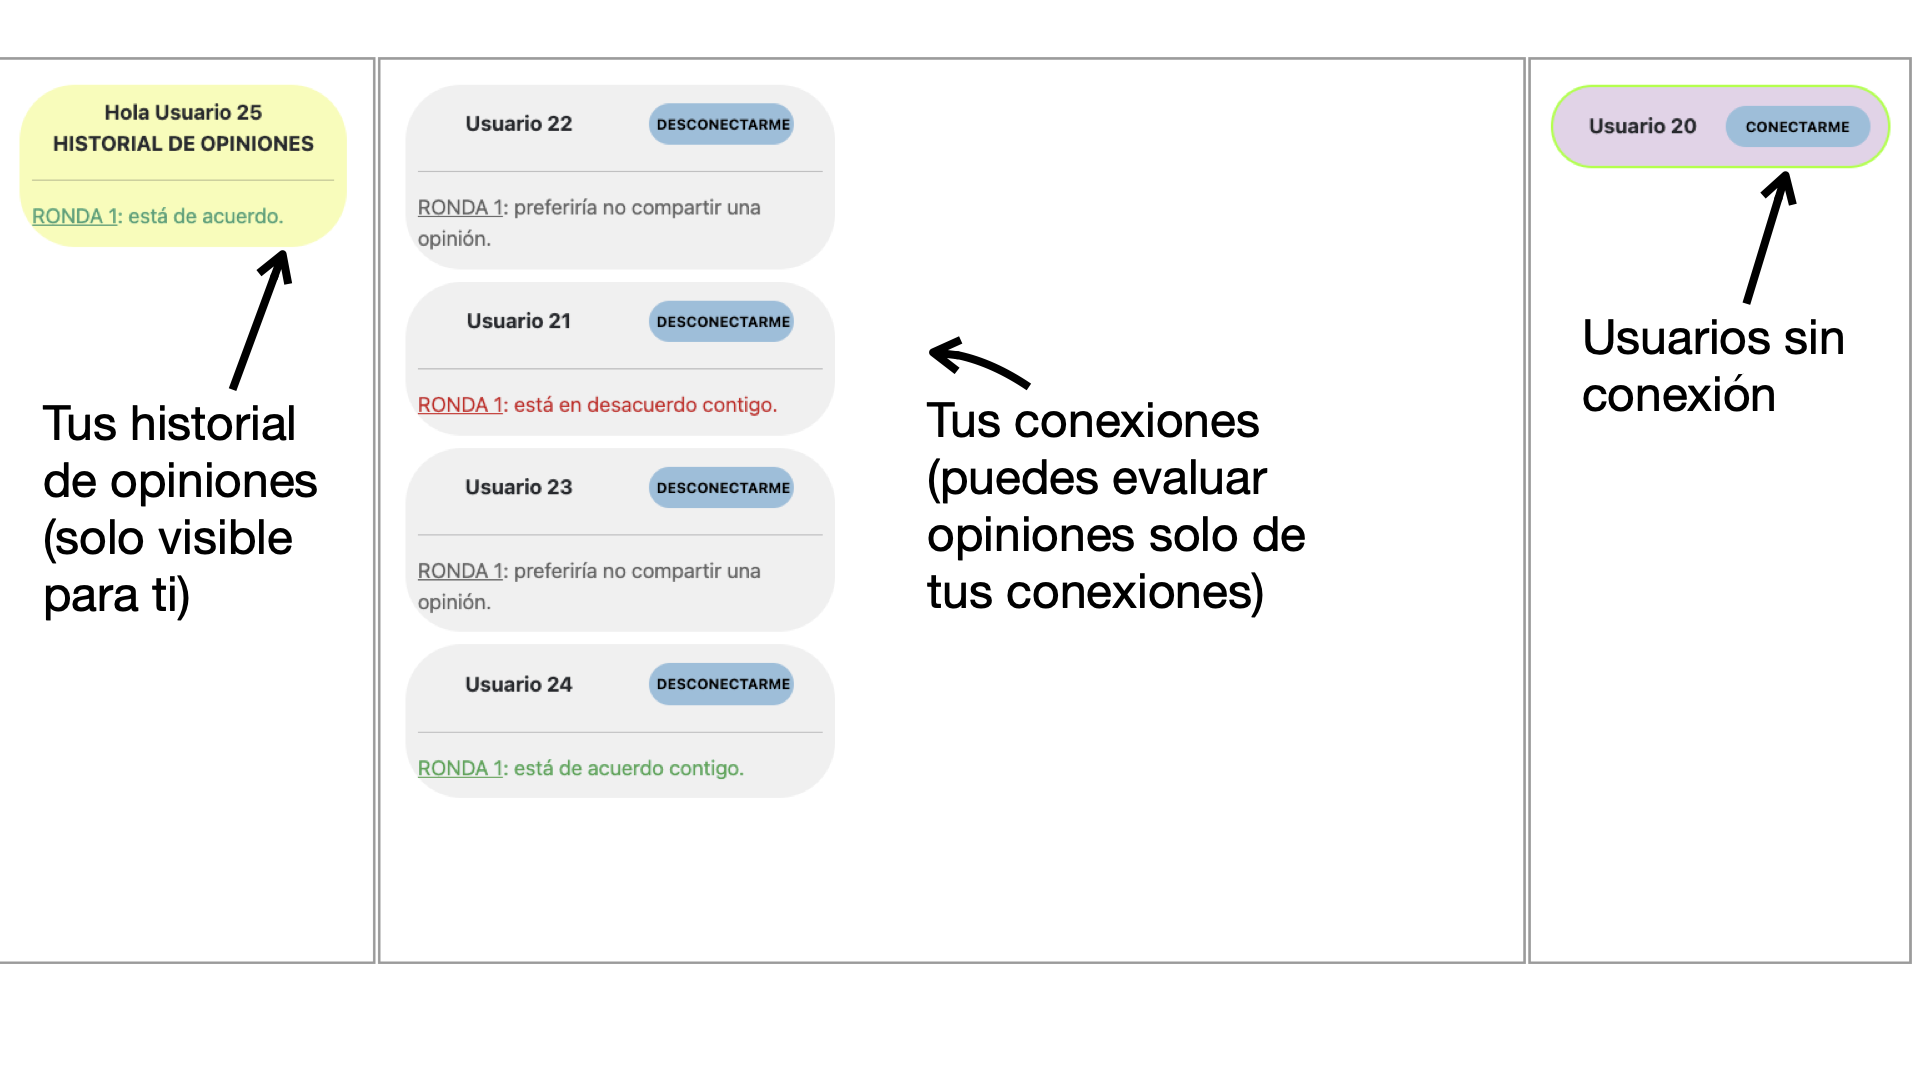 Hola Usuario 25
HISTORIAL DE OPINIONES
RONDA 1: está de acuerdo.
Tus historial
de opiniones
(solo visible
para ti)
Usuario 22
DESCONECTARME
RONDA 1: preferiría no compartir una
opinión.
Usuario 21
DESCONECTARME
RONDA 1: está en desacuerdo contigo.
Usuario 23
DESCONECTARME
RONDA 1: preferiría no compartir una
opinión.
Usuario 24
DESCONECTARME
RONDA 1: está de acuerdo contigo.
Tus conexiones
(puedes evaluar
opiniones solo de
tus conexiones)
Usuario 20
CONECTARME
Usuarios sin
conexión